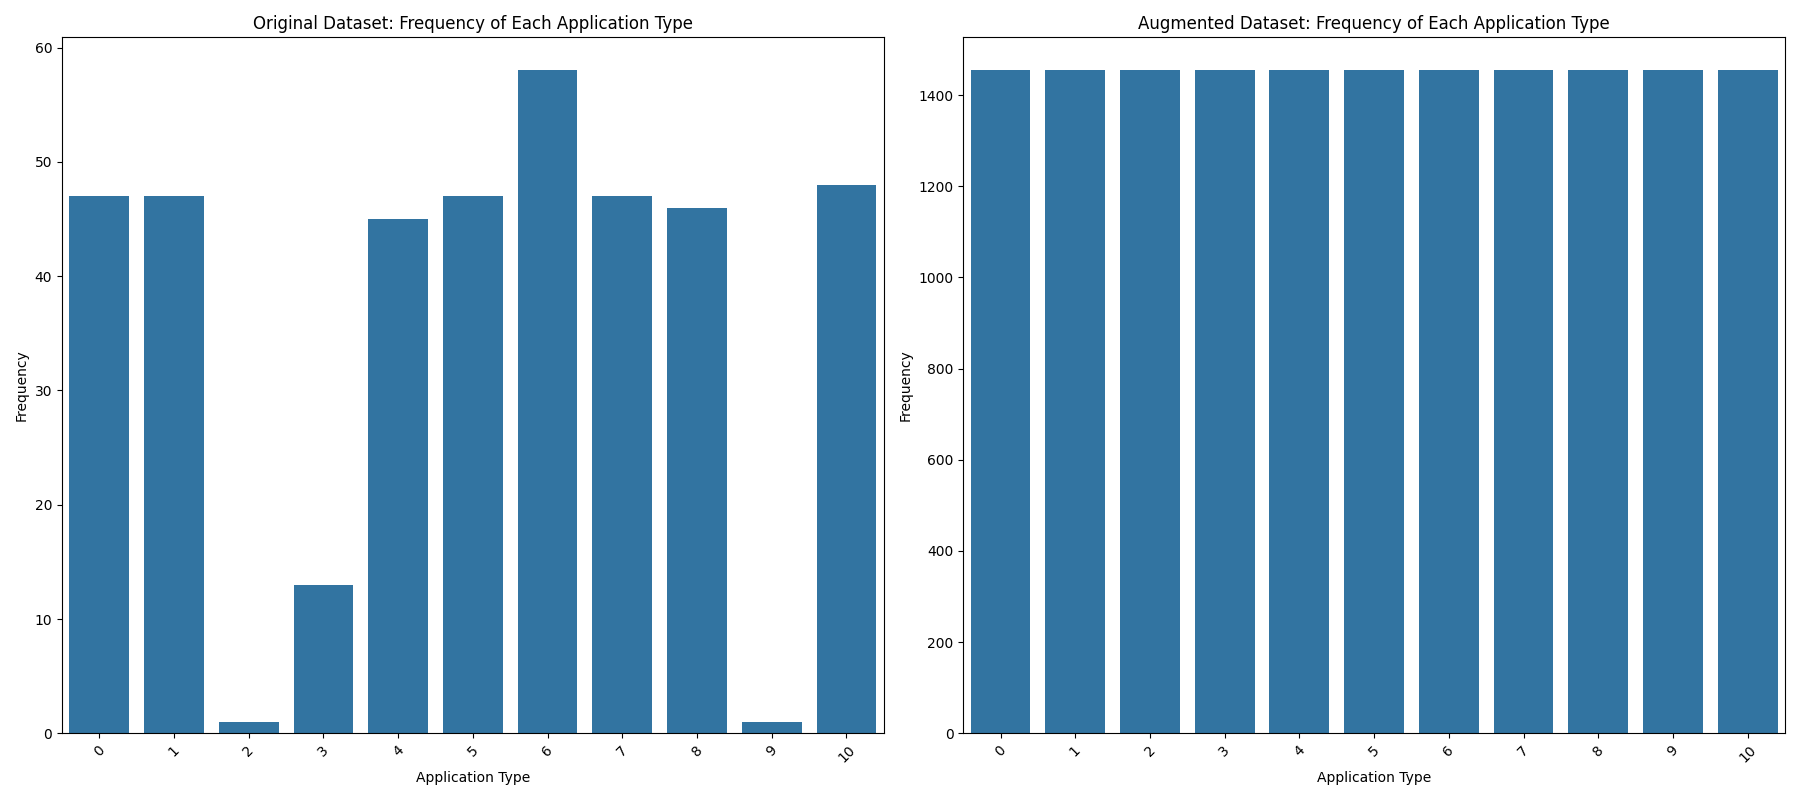 Original Dataset: Frequency of Each Application Type
60
50
40
30
20
10
0
Frequency
0 1 2 3 4 5 6 7 8 9 10
Application Type
Augmented Dataset: Frequency of Each Application Type
1400
1200
1000
800
600
400
200
0
Frequency
0 1 2 3 4 5 6 7 8 9 10
Application Type